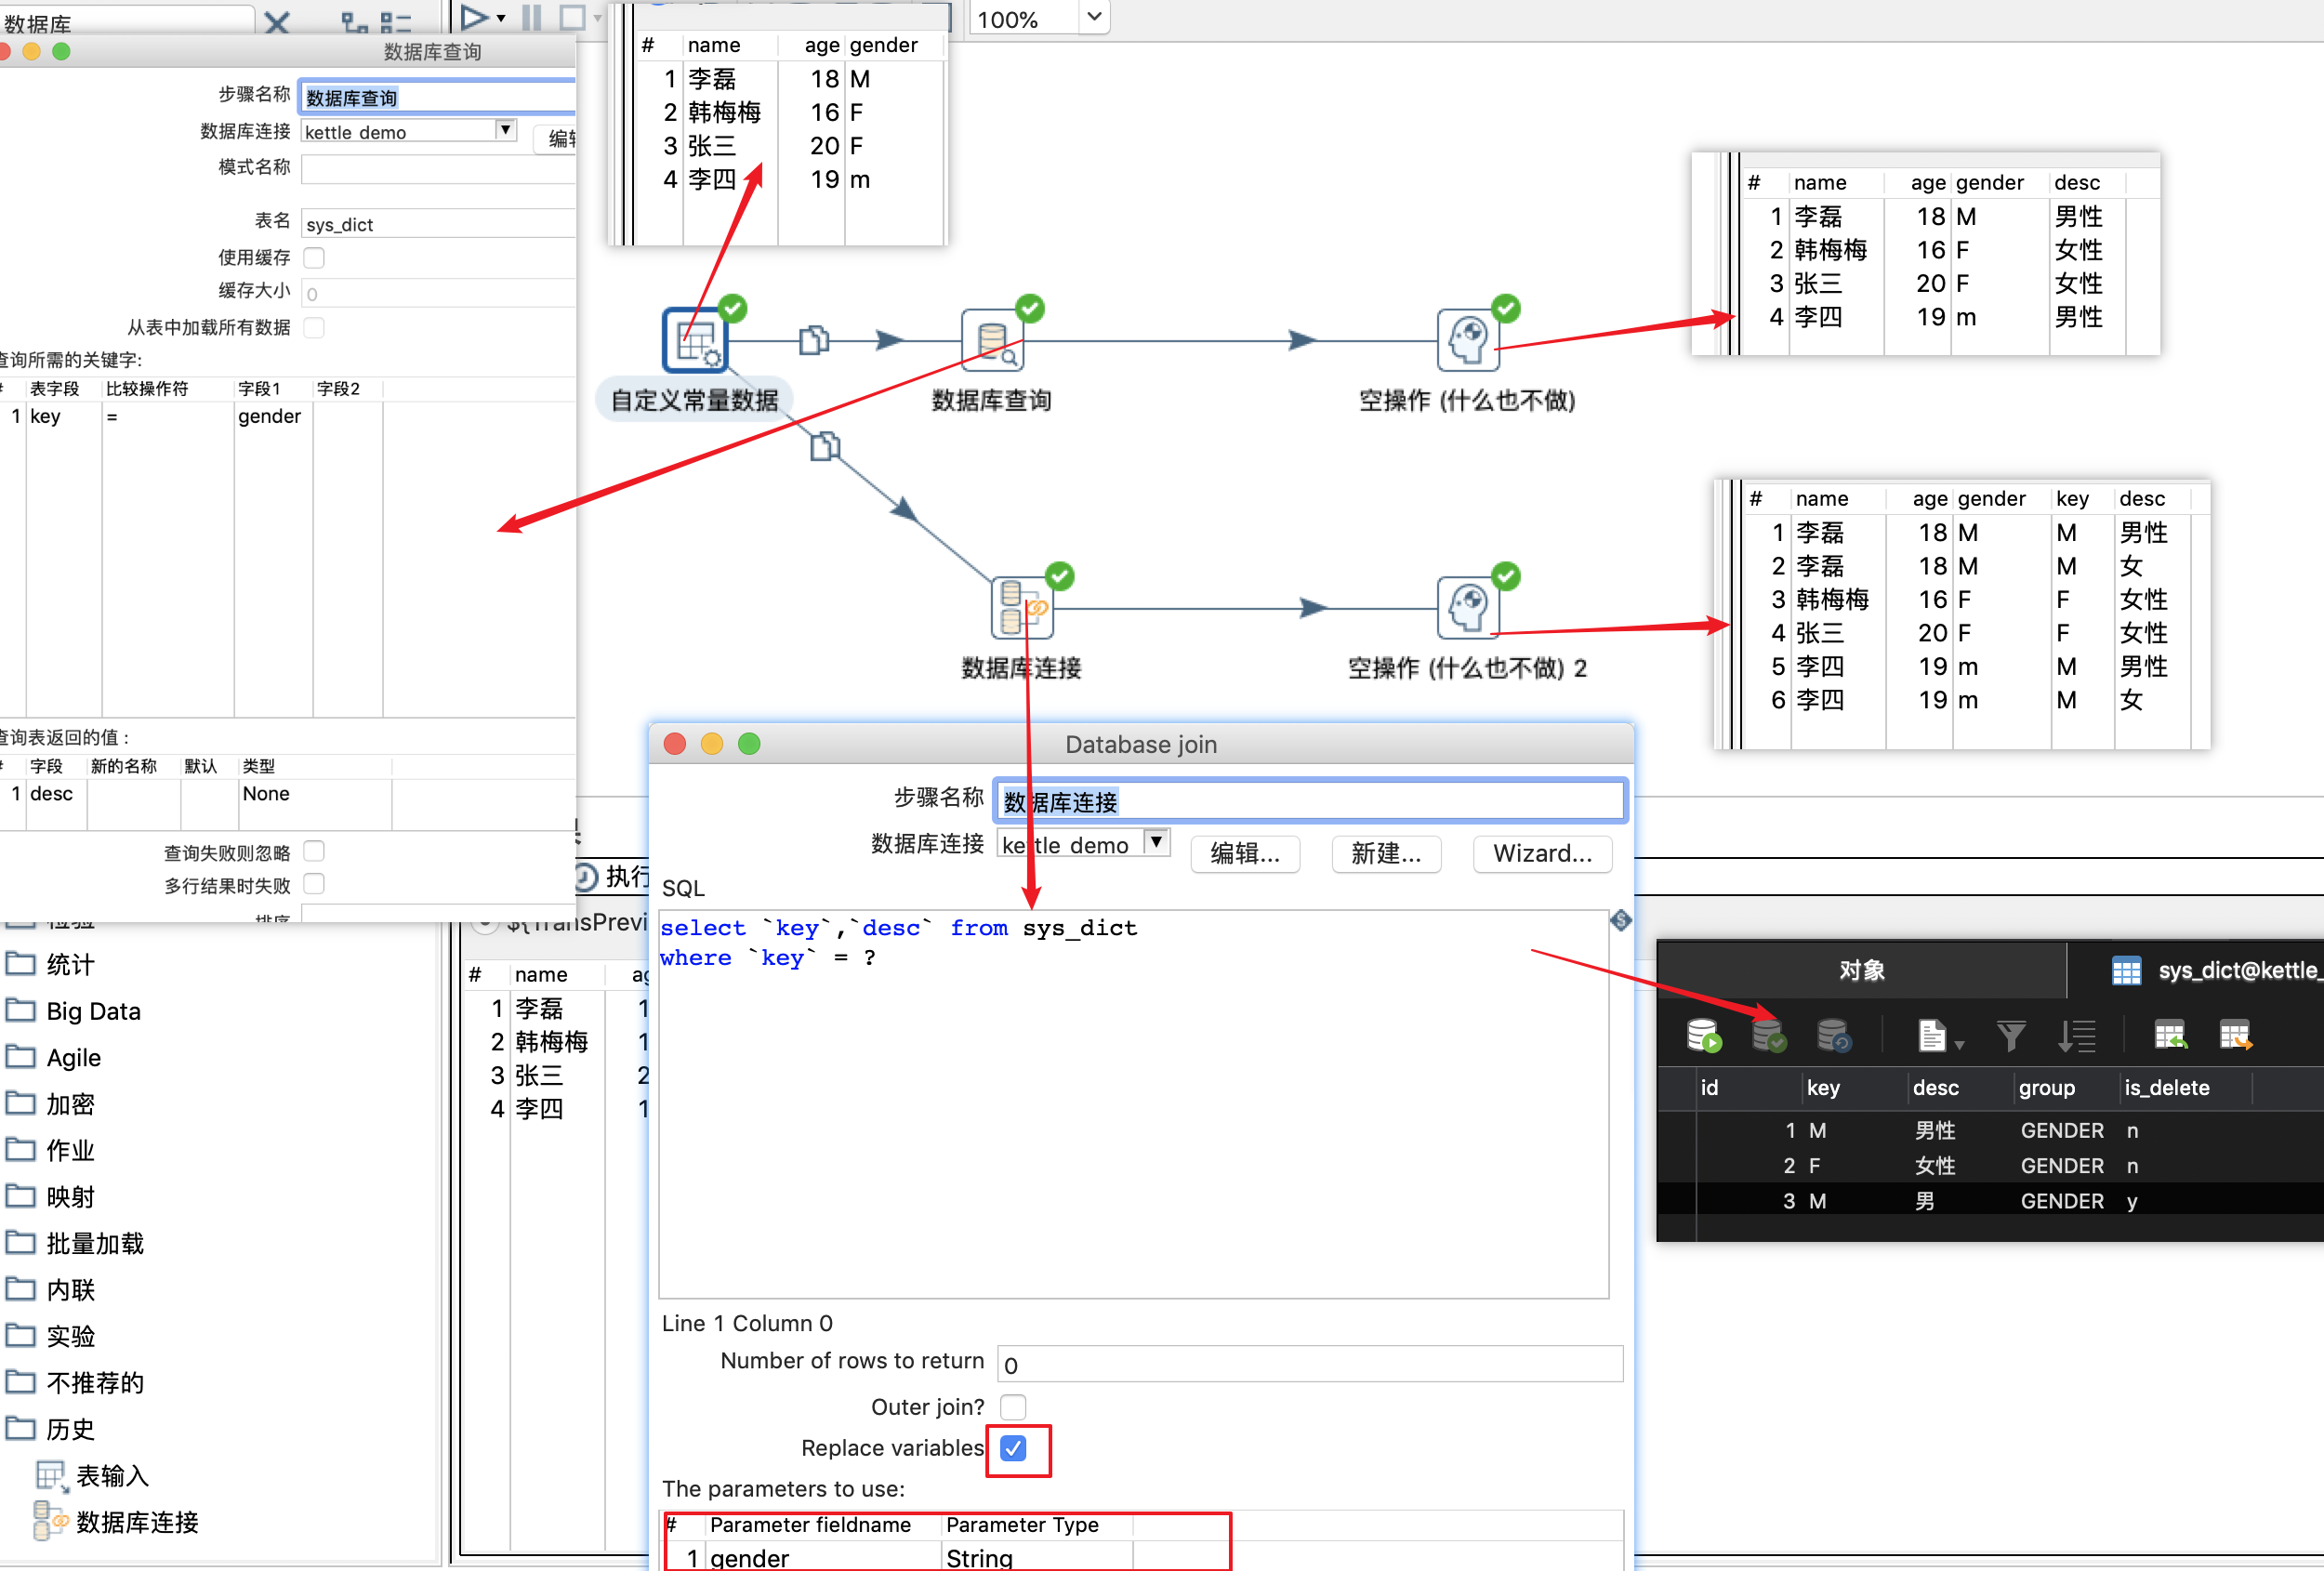 数据库
100%
数据库查询
步骤名称 数据库查询
数据库连接 kettle demo
模式名称
表名 sys_dict
使用缓存
缓存大小 0
从表中加载所有数据
查询所需的关键字:
# 表字段 比较操作符 字段1 字段2
1 key = gender
查询表返回的值 :
# 字段 新的名称 默认 类型
1 desc None
查询失败则忽略
多行结果时失败
# name age gender
1 李磊 18 M
2 韩梅梅 16 F
3 张三 20 F
4 李四 19 m
# name age gender desc
1 李磊 18 M 男性
2 韩梅梅 16 F 女性
3 张三 20 F 女性
4 李四 19 m 男性
自定义常量数据
数据库查询
空操作 (什么也不做)
# name age gender key desc
1 李磊 18 M M 男性
2 李磊 18 M M 女
3 韩梅梅 16 F F 女性
4 张三 20 F F 女性
5 李四 19 m M 男性
6 李四 19 m M 女
数据库连接
空操作 (什么也不做) 2
Database join
步骤名称 数据库连接
数据库连接 kettle demo 编辑... 新建... Wizard...
SQL
select `key`,`desc` from sys_dict
where `key` = ?
Line 1 Column 0
Number of rows to return 0
Outer join?
Replace variables
The parameters to use:
# Parameter fieldname Parameter Type
1 gender String
执行
${TransPrevi
# name
1 李磊 1
2 韩梅梅 1
3 张三 2
4 李四 1
统计
Big Data
Agile
加密
作业
映射
批量加载
内联
实验
不推荐的
历史
表输入
数据库连接
对象 sys_dict@kettle_
id key desc group is_delete
1 M 男性 GENDER n
2 F 女性 GENDER n
3 M 男 GENDER y